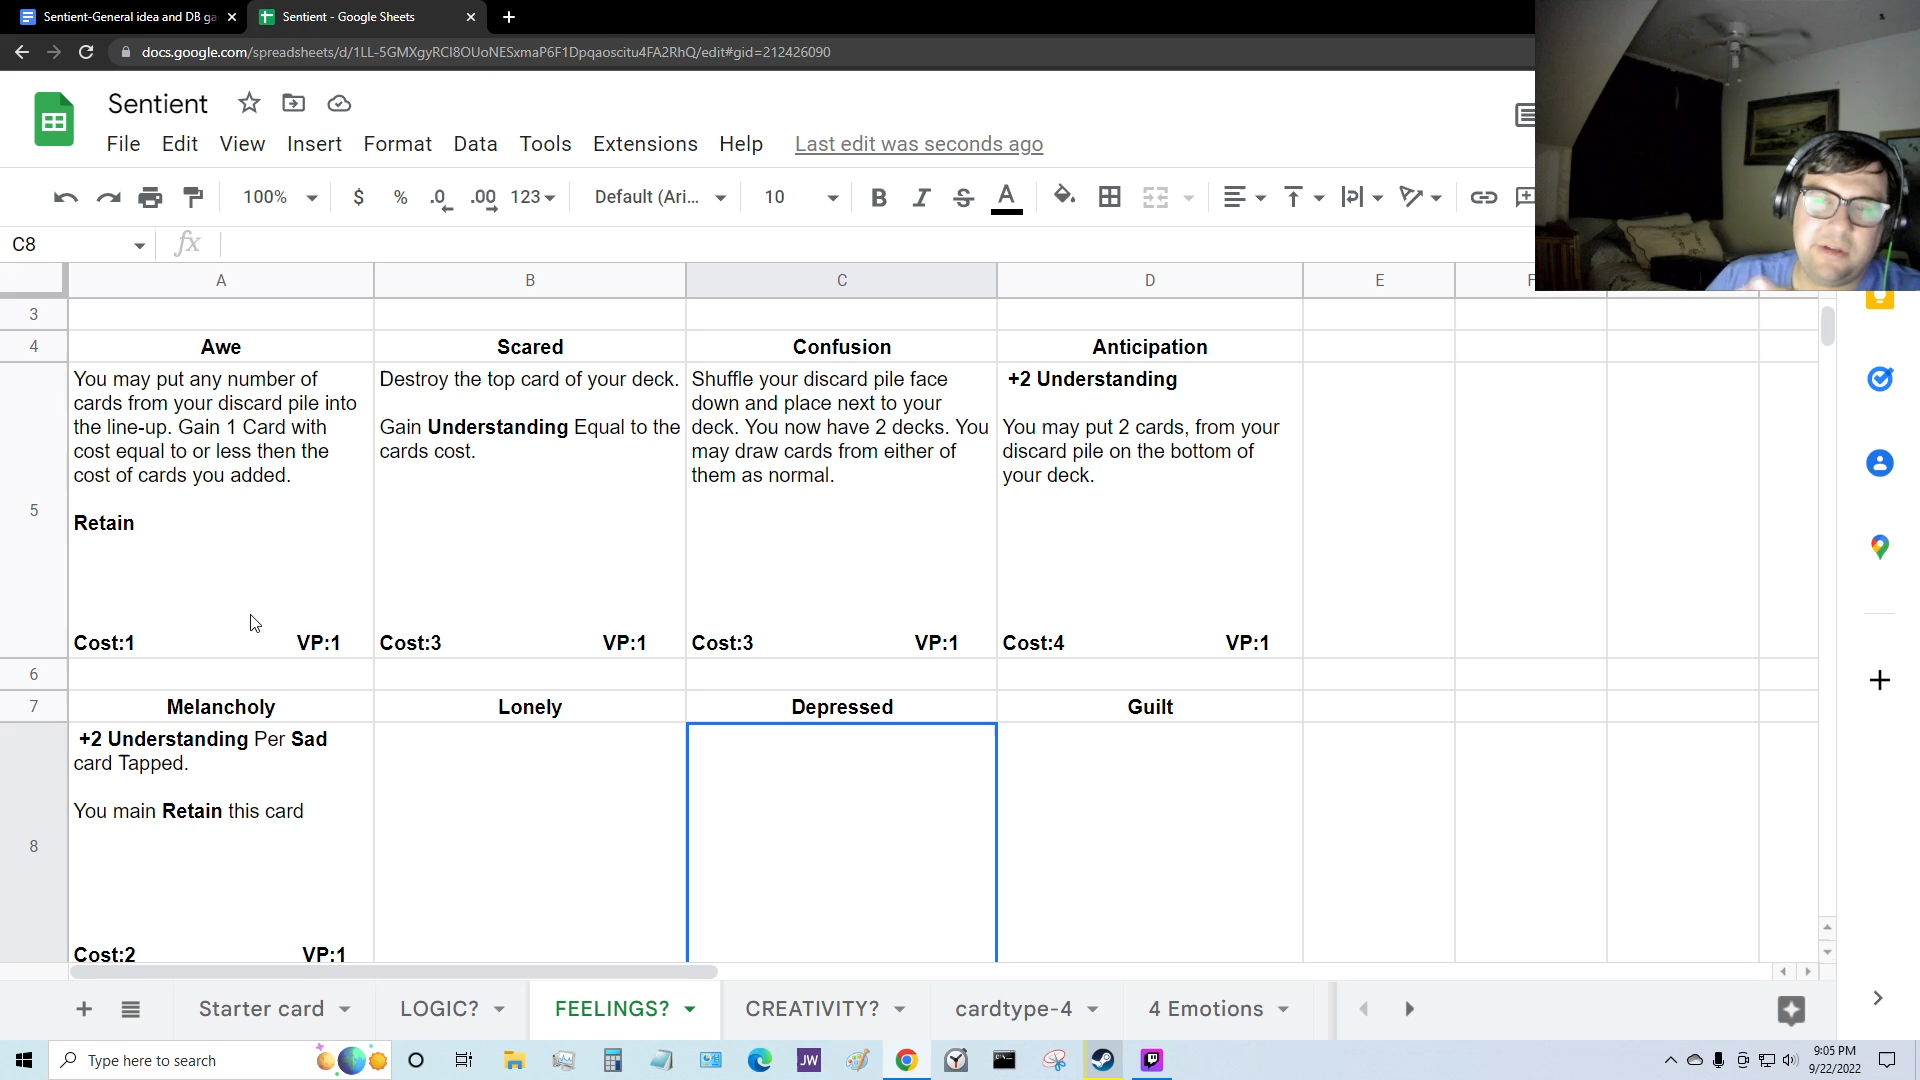 Sentient-General idea and DB ga
Sentient - Google Sheets
docs.google.com/spreadsheets/d/1LL-5GMXgyRCI8OUoNESxmaP6F1Dpqaoscitu4FA2RhQ/edit#gid=212426090
Sentient
File Edit View Insert Format Data Tools Extensions Help Last edit was seconds ago
100% $ % .0 .00 123 Default (Ari... 10 B I S A
C8 fx
A B C D E F
3
4 Awe Scared Confusion Anticipation
5
You may put any number of
cards from your discard pile into
the line-up. Gain 1 Card with
cost equal to or less then the
cost of cards you added.
Retain
Cost:1 VP:1
Destroy the top card of your deck.
Gain Understanding Equal to the
cards cost.
Cost:3 VP:1
Shuffle your discard pile face
down and place next to your
deck. You now have 2 decks. You
may draw cards from either of
them as normal.
Cost:3 VP:1
+2 Understanding
You may put 2 cards, from your
discard pile on the bottom of
your deck.
Cost:4 VP:1
6
7 Melancholy Lonely Depressed Guilt
8
+2 Understanding Per Sad
card Tapped.
You main Retain this card
Cost:2 VP:1
Starter card LOGIC? FEELINGS? CREATIVITY? cardtype-4 4 Emotions
Type here to search
JW
9:05 PM
9/22/2022